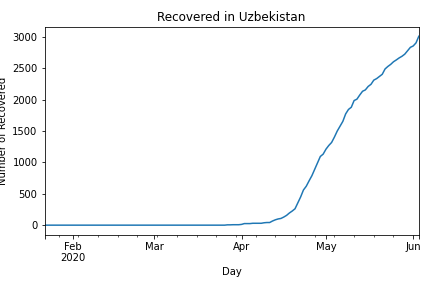 Recovered in Uzbekistan
Number of Recovered
3000
2500
2000
1500
1000
500
0
Feb
2020
Mar
Apr
May
Jun
Day